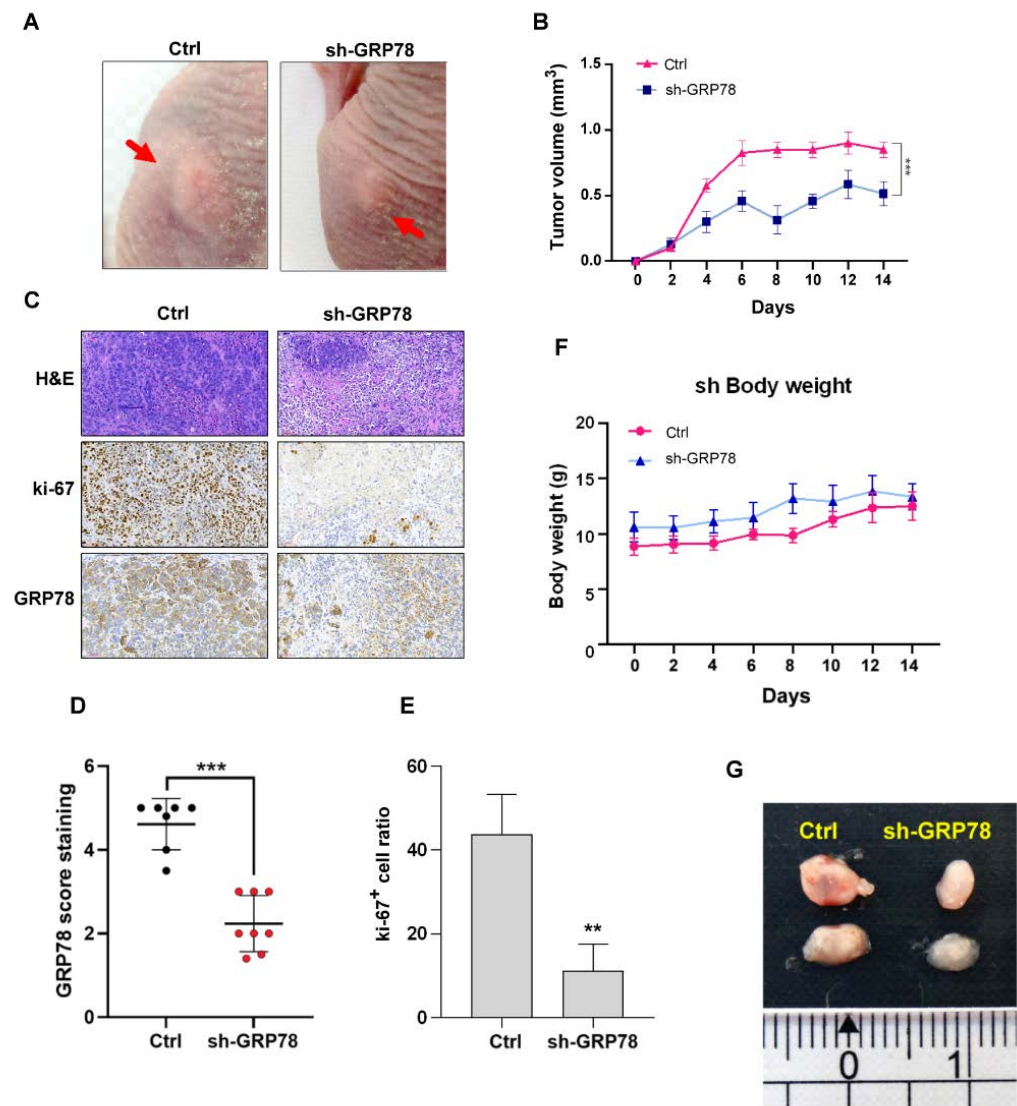 A
Ctrl
sh-GRP78
B
Ctrl
sh-GRP78
Tumor volume (mm³)
1.5
1.0
0.5
0.0
***
0 2 4 6 8 10 12 14
Days
C
Ctrl
sh-GRP78
H&E
ki-67
GRP78
F
sh Body weight
Ctrl
sh-GRP78
Body weight (g)
20
15
10
5
0
0 2 4 6 8 10 12 14
Days
D
GRP78 score staining
6
4
2
0
***
Ctrl sh-GRP78
E
ki-67⁺ cell ratio
60
40
20
0
**
Ctrl sh-GRP78
G
Ctrl sh-GRP78
0 1